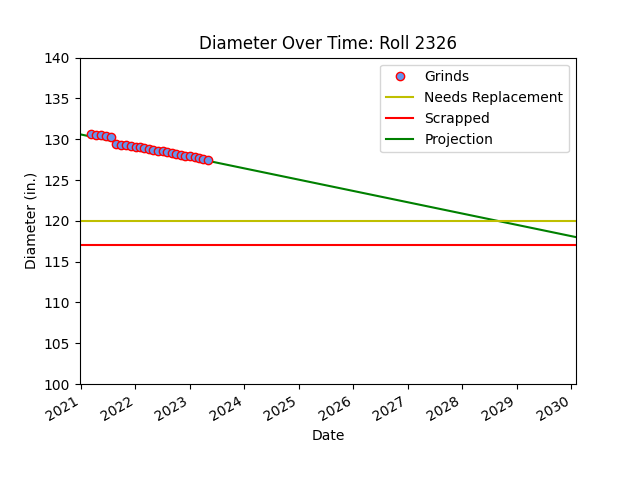 Diameter Over Time: Roll 2326
140
135
130
125
120
115
110
105
100
Diameter (in.)
Grinds
Needs Replacement
Scrapped
Projection
2021
2022
2023
2024
2025
2026
2027
2028
2029
2030
Date